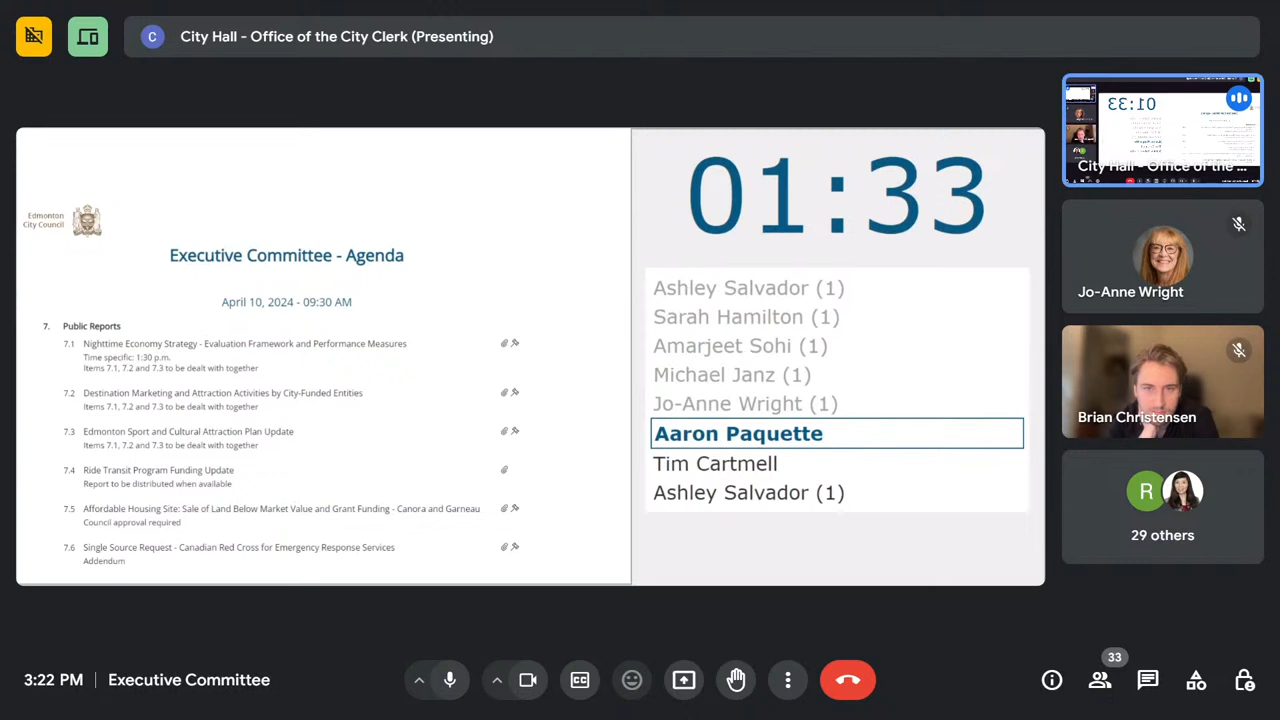 C City Hall - Office of the City Clerk (Presenting)
Edmonton
City Council
Executive Committee - Agenda
April 10, 2024 - 09:30 AM
7. Public Reports
7.1 Nighttime Economy Strategy - Evaluation Framework and Performance Measures
Time specific: 1:30 p.m.
Items 7.1, 7.2 and 7.3 to be dealt with together
7.2 Destination Marketing and Attraction Activities by City-Funded Entities
Items 7.1, 7.2 and 7.3 to be dealt with together
7.3 Edmonton Sport and Cultural Attraction Plan Update
Items 7.1, 7.2 and 7.3 to be dealt with together
7.4 Ride Transit Program Funding Update
Report to be distributed when available
7.5 Affordable Housing Site: Sale of Land Below Market Value and Grant Funding - Canora and Garneau
Council approval required
7.6 Single Source Request - Canadian Red Cross for Emergency Response Services
Addendum
01:33
Ashley Salvador (1)
Sarah Hamilton (1)
Amarjeet Sohi (1)
Michael Janz (1)
Jo-Anne Wright (1)
Aaron Paquette
Tim Cartmell
Ashley Salvador (1)
01:33
City Hall - Office of the ...
Jo-Anne Wright
Brian Christensen
R
29 others
3:22 PM | Executive Committee
33